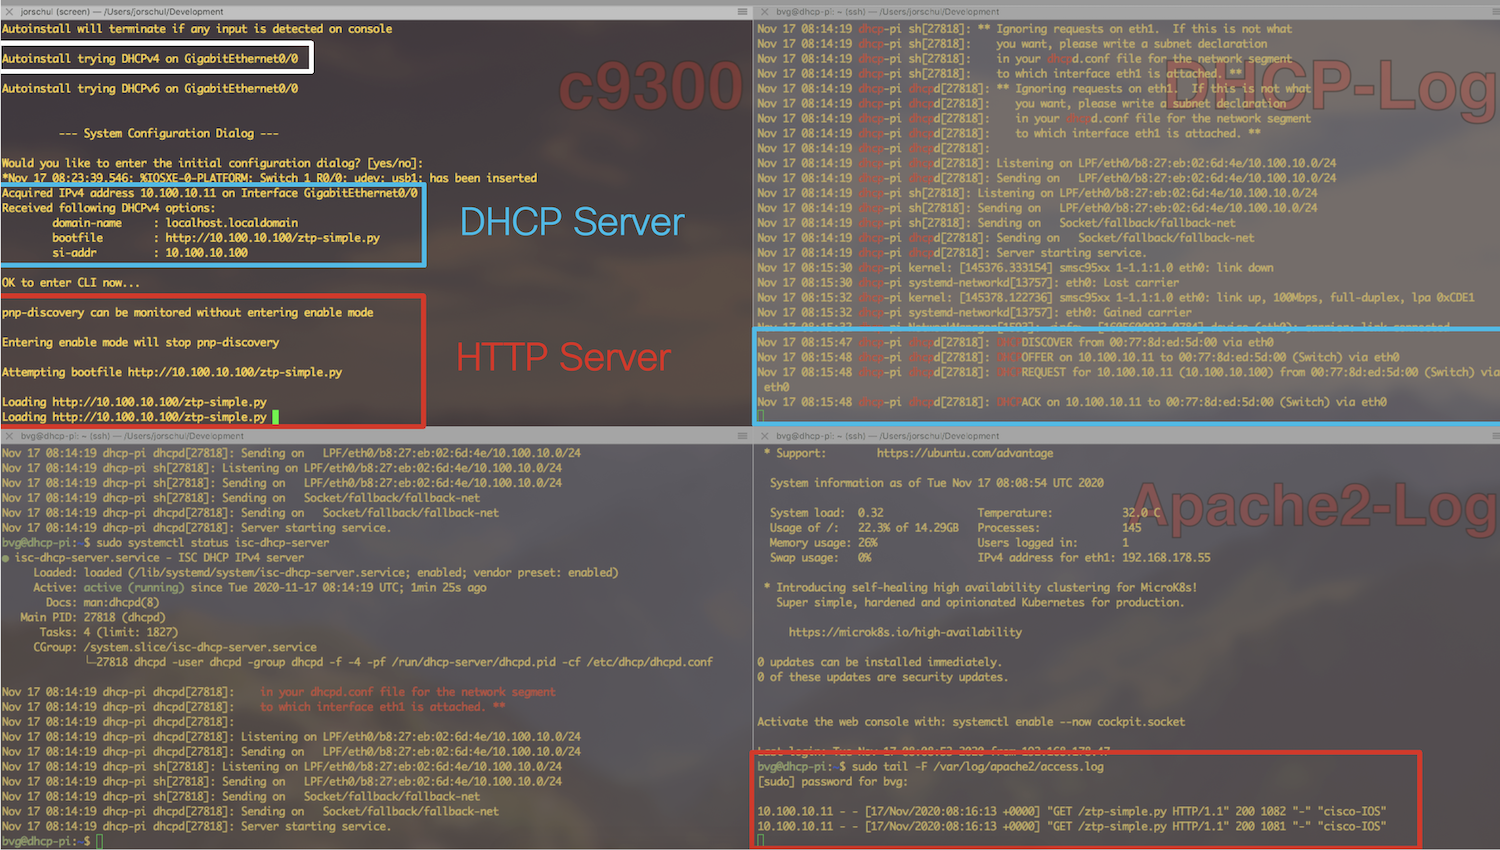 jorschul (screen) — /Users/jorschul/Development
Autoinstall will terminate if any input is detected on console
Autoinstall trying DHCPv4 on GigabitEthernet0/0
Autoinstall trying DHCPv6 on GigabitEthernet0/0
c9300
--- System Configuration Dialog ---
Would you like to enter the initial configuration dialog? [yes/no]:
*Nov 17 08:23:39.546: %IOSXE-0-PLATFORM: Switch 1 R0/0: udev: usb1: has been inserted
Acquired IPv4 address 10.100.10.11 on Interface GigabitEthernet0/0
Received following DHCPv4 options:
domain-name : localhost.localdomain
bootfile : http://10.100.10.100/ztp-simple.py
si-addr : 10.100.10.100
DHCP Server
OK to enter CLI now...
pnp-discovery can be monitored without entering enable mode
Entering enable mode will stop pnp-discovery
Attempting bootfile http://10.100.10.100/ztp-simple.py
Loading http://10.100.10.100/ztp-simple.py
Loading http://10.100.10.100/ztp-simple.py
HTTP Server
bvg@dhcp-pi: ~ (ssh) — /Users/jorschul/Development
Nov 17 08:14:19 dhcp-pi sh[27818]: ** Ignoring requests on eth1.  If this is not what
Nov 17 08:14:19 dhcp-pi sh[27818]:    you want, please write a subnet declaration
Nov 17 08:14:19 dhcp-pi sh[27818]:    in your dhcpd.conf file for the network segment
Nov 17 08:14:19 dhcp-pi sh[27818]:    to which interface eth1 is attached. **
Nov 17 08:14:19 dhcp-pi dhcpd[27818]: ** Ignoring requests on eth1.  If this is not what
Nov 17 08:14:19 dhcp-pi dhcpd[27818]:    you want, please write a subnet declaration
Nov 17 08:14:19 dhcp-pi dhcpd[27818]:    in your dhcpd.conf file for the network segment
Nov 17 08:14:19 dhcp-pi dhcpd[27818]:    to which interface eth1 is attached. **
Nov 17 08:14:19 dhcp-pi dhcpd[27818]:
Nov 17 08:14:19 dhcp-pi dhcpd[27818]: Listening on LPF/eth0/b8:27:eb:02:6d:4e/10.100.10.0/24
Nov 17 08:14:19 dhcp-pi dhcpd[27818]: Sending on   LPF/eth0/b8:27:eb:02:6d:4e/10.100.10.0/24
Nov 17 08:14:19 dhcp-pi sh[27818]: Listening on LPF/eth0/b8:27:eb:02:6d:4e/10.100.10.0/24
Nov 17 08:14:19 dhcp-pi sh[27818]: Sending on   LPF/eth0/b8:27:eb:02:6d:4e/10.100.10.0/24
Nov 17 08:14:19 dhcp-pi sh[27818]: Sending on   Socket/fallback/fallback-net
Nov 17 08:14:19 dhcp-pi dhcpd[27818]: Sending on   Socket/fallback/fallback-net
Nov 17 08:14:19 dhcp-pi dhcpd[27818]: Server starting service.
Nov 17 08:15:30 dhcp-pi kernel: [145376.333154] smsc95xx 1-1.1:1.0 eth0: link down
Nov 17 08:15:30 dhcp-pi systemd-networkd[13757]: eth0: Lost carrier
Nov 17 08:15:32 dhcp-pi kernel: [145378.122736] smsc95xx 1-1.1:1.0 eth0: link up, 100Mbps, full-duplex, lpa 0xCDE1
Nov 17 08:15:32 dhcp-pi systemd-networkd[13757]: eth0: Gained carrier
Nov 17 08:15:47 dhcp-pi dhcpd[27818]: DHCPDISCOVER from 00:77:8d:ed:5d:00 via eth0
Nov 17 08:15:48 dhcp-pi dhcpd[27818]: DHCPOFFER on 10.100.10.11 to 00:77:8d:ed:5d:00 (Switch) via eth0
Nov 17 08:15:48 dhcp-pi dhcpd[27818]: DHCPREQUEST for 10.100.10.11 (10.100.10.100) from 00:77:8d:ed:5d:00 (Switch) via
eth0
Nov 17 08:15:48 dhcp-pi dhcpd[27818]: DHCPACK on 10.100.10.11 to 00:77:8d:ed:5d:00 (Switch) via eth0
DHCP-Log
bvg@dhcp-pi: ~ (ssh) — /Users/jorschul/Development
Nov 17 08:14:19 dhcp-pi dhcpd[27818]: Sending on   LPF/eth0/b8:27:eb:02:6d:4e/10.100.10.0/24
Nov 17 08:14:19 dhcp-pi sh[27818]: Listening on LPF/eth0/b8:27:eb:02:6d:4e/10.100.10.0/24
Nov 17 08:14:19 dhcp-pi sh[27818]: Sending on   LPF/eth0/b8:27:eb:02:6d:4e/10.100.10.0/24
Nov 17 08:14:19 dhcp-pi sh[27818]: Sending on   Socket/fallback/fallback-net
Nov 17 08:14:19 dhcp-pi dhcpd[27818]: Sending on   Socket/fallback/fallback-net
Nov 17 08:14:19 dhcp-pi dhcpd[27818]: Server starting service.
bvg@dhcp-pi:~$ sudo systemctl status isc-dhcp-server
● isc-dhcp-server.service - ISC DHCP IPv4 server
Loaded: loaded (/lib/systemd/system/isc-dhcp-server.service; enabled; vendor preset: enabled)
Active: active (running) since Tue 2020-11-17 08:14:19 UTC; 1min 25s ago
Docs: man:dhcpd(8)
Main PID: 27818 (dhcpd)
Tasks: 4 (limit: 1827)
CGroup: /system.slice/isc-dhcp-server.service
└─27818 dhcpd -user dhcpd -group dhcpd -f -4 -pf /run/dhcp-server/dhcpd.pid -cf /etc/dhcp/dhcpd.conf
Nov 17 08:14:19 dhcp-pi dhcpd[27818]:    in your dhcpd.conf file for the network segment
Nov 17 08:14:19 dhcp-pi dhcpd[27818]:    to which interface eth1 is attached. **
Nov 17 08:14:19 dhcp-pi dhcpd[27818]:
Nov 17 08:14:19 dhcp-pi dhcpd[27818]: Listening on LPF/eth0/b8:27:eb:02:6d:4e/10.100.10.0/24
Nov 17 08:14:19 dhcp-pi dhcpd[27818]: Sending on   LPF/eth0/b8:27:eb:02:6d:4e/10.100.10.0/24
Nov 17 08:14:19 dhcp-pi sh[27818]: Listening on LPF/eth0/b8:27:eb:02:6d:4e/10.100.10.0/24
Nov 17 08:14:19 dhcp-pi sh[27818]: Sending on   LPF/eth0/b8:27:eb:02:6d:4e/10.100.10.0/24
Nov 17 08:14:19 dhcp-pi sh[27818]: Sending on   Socket/fallback/fallback-net
Nov 17 08:14:19 dhcp-pi dhcpd[27818]: Sending on   Socket/fallback/fallback-net
Nov 17 08:14:19 dhcp-pi dhcpd[27818]: Server starting service.
bvg@dhcp-pi:~$
bvg@dhcp-pi: ~ (ssh) — /Users/jorschul/Development
* Support:        https://ubuntu.com/advantage
System information as of Tue Nov 17 08:08:54 UTC 2020
System load:  0.32   Temperature:   32.0 C
Usage of /:   22.3% of 14.29GB   Processes:   145
Memory usage: 26%   Users logged in:   1
Swap usage:   0%   IPv4 address for eth1: 192.168.178.55
Apache2-Log
* Introducing self-healing high availability clustering for MicroK8s!
Super simple, hardened and opinionated Kubernetes for production.
https://microk8s.io/high-availability
0 updates can be installed immediately.
0 of these updates are security updates.
Activate the web console with: systemctl enable --now cockpit.socket
Last login: Tue Nov 17 08:08:53 2020 from 192.168.178.47
bvg@dhcp-pi:~$ sudo tail -F /var/log/apache2/access.log
[sudo] password for bvg:
10.100.10.11 - - [17/Nov/2020:08:16:13 +0000] "GET /ztp-simple.py HTTP/1.1" 200 1082 "-" "cisco-IOS"
10.100.10.11 - - [17/Nov/2020:08:16:13 +0000] "GET /ztp-simple.py HTTP/1.1" 200 1081 "-" "cisco-IOS"